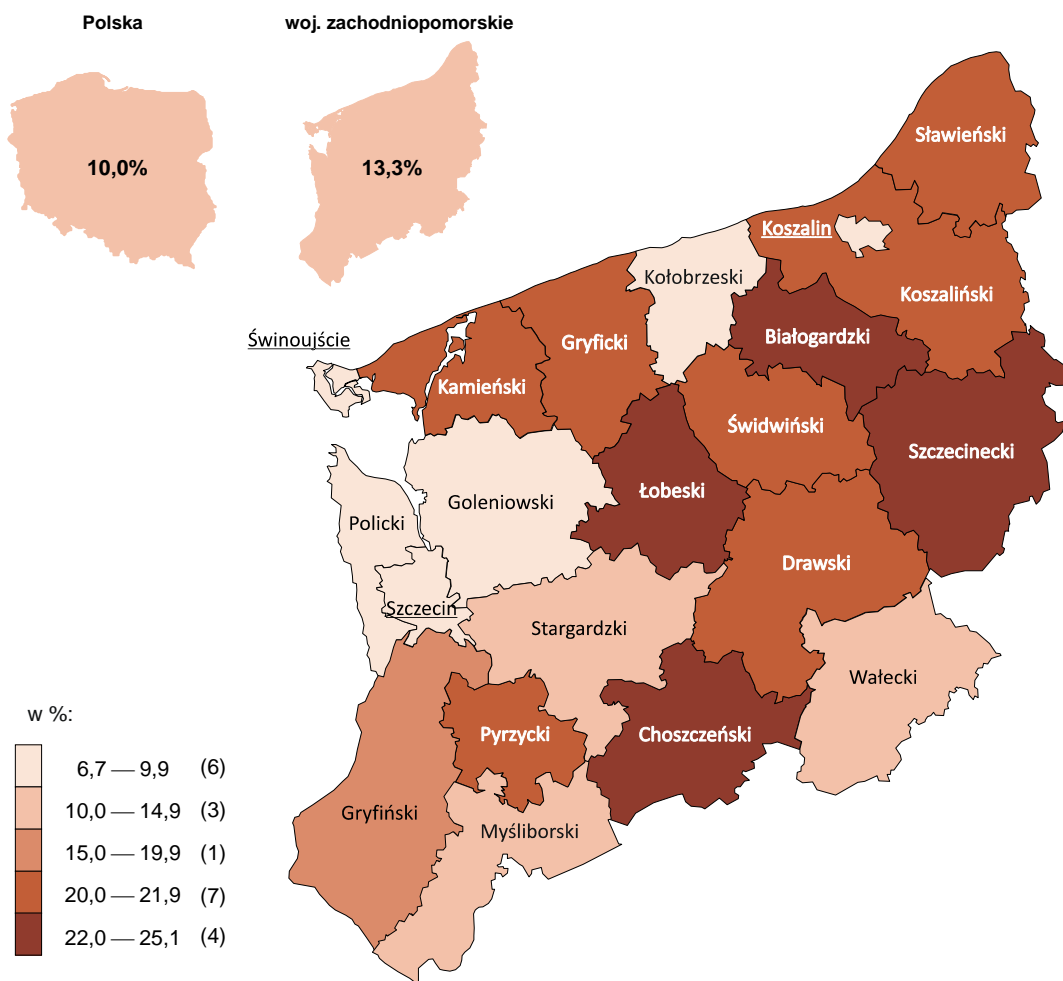 Polska
woj. zachodniopomorskie
10,0%
13,3%
Sławieński
Koszalin
Kołobrzeski
Koszaliński
Świnoujście
Gryficki
Białogardzki
Kamieński
Świdwiński
Szczecinecki
Łobeski
Goleniowski
Policki
Drawski
Szczecin
Stargardzki
Wałecki
w %:
Pyrzycki
Choszczeński
6,7 — 9,9 (6)
10,0 — 14,9 (3)
Gryfiński
Myśliborski
15,0 — 19,9 (1)
20,0 — 21,9 (7)
22,0 — 25,1 (4)